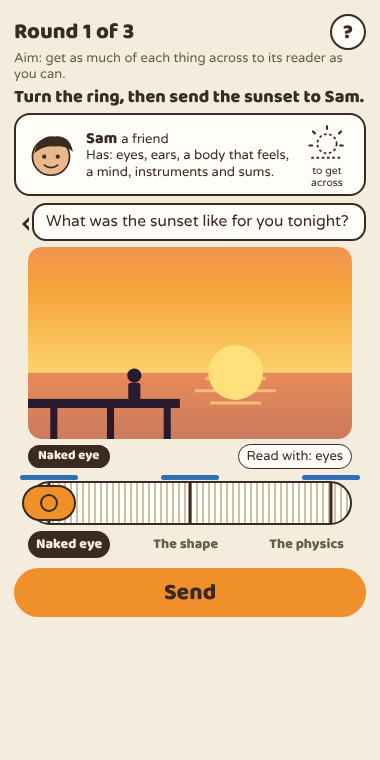 Round 1 of 3
?
Aim: get as much of each thing across to its reader as
you can.
Turn the ring, then send the sunset to Sam.
Sam a friend
Has: eyes, ears, a body that feels,
a mind, instruments and sums.
to get
across
What was the sunset like for you tonight?
Naked eye
Read with: eyes
Naked eye
The shape
The physics
Send